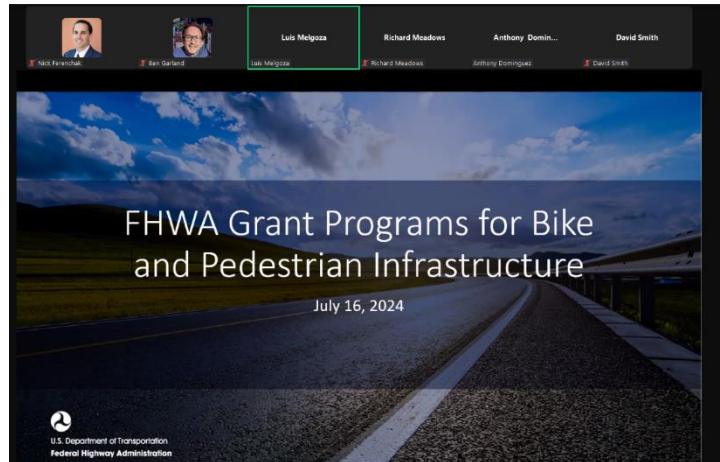 Luis Melgoza
Richard Meadows
Anthony Domin...
David Smith
Nick Ferenchak
Ben Garland
Luis Melgoza
Richard Meadows
Anthony Dominguez
David Smith
FHWA Grant Programs for Bike
and Pedestrian Infrastructure
July 16, 2024
U.S. Department of Transportation
Federal Highway Administration